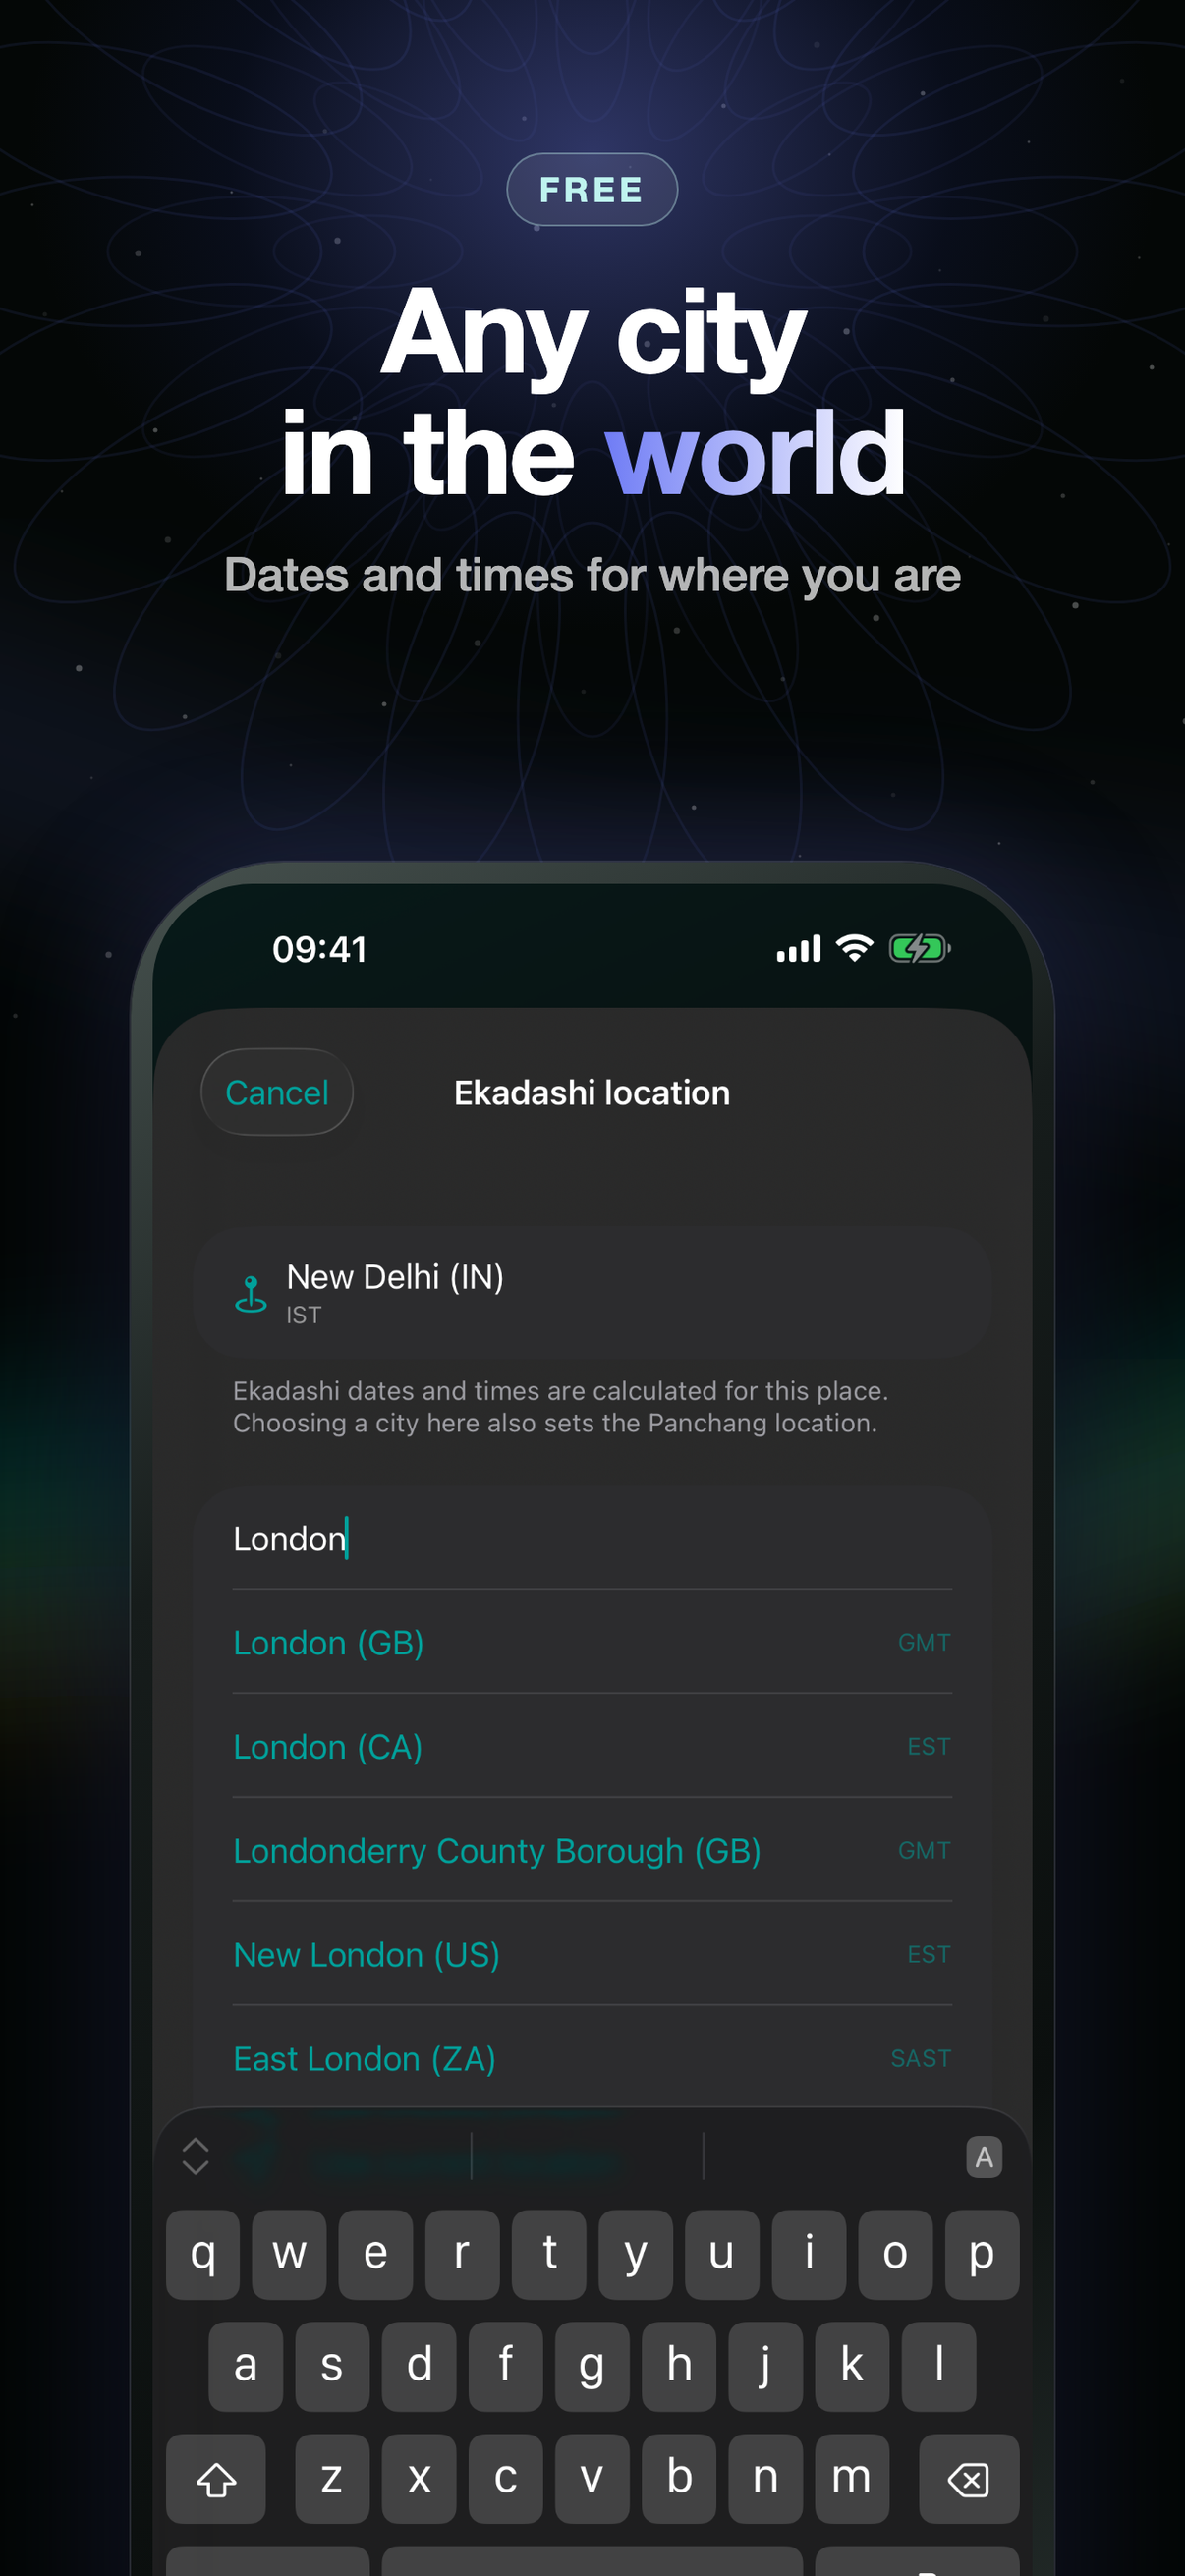 FREE
Any city
in the world
Dates and times for where you are
09:41
Cancel
Ekadashi location
New Delhi (IN)
IST
Ekadashi dates and times are calculated for this place.
Choosing a city here also sets the Panchang location.
London
London (GB) GMT
London (CA) EST
Londonderry County Borough (GB) GMT
New London (US) EST
East London (ZA) SAST
A
q w e r t y u i o p
a s d f g h j k l
z x c v b n m